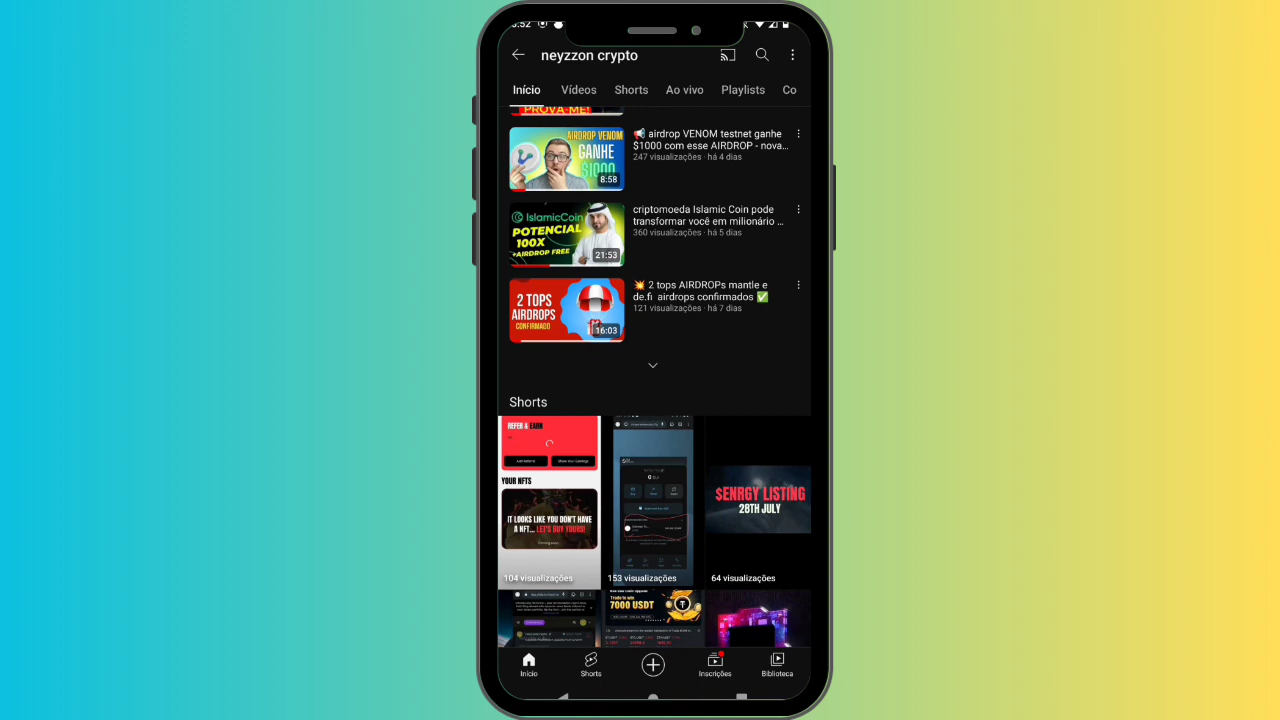 neyzzon crypto
Início Vídeos Shorts Ao vivo Playlists Co
PROVA-ME!
AIRDROP VENOM
GANHE
$1000
8:58
📢 airdrop VENOM testnet ganhe
$1000 com esse AIRDROP - nova...
247 visualizações · há 4 dias
IslamicCoin
POTENCIAL
100X
+AIRDROP FREE
21:53
criptomoeda Islamic Coin pode
transformar você em milionário ...
360 visualizações · há 5 dias
2 TOPS
AIRDROPS
CONFIRMADO
16:03
💥 2 tops AIRDROPs mantle e
de.fi airdrops confirmados ✅
121 visualizações · há 7 dias
Shorts
REFER & EARN
YOUR NFTS
IT LOOKS LIKE YOU DON'T HAVE
A NFT... LET'S BUY YOURS!
104 visualizações
153 visualizações
$ENRGY LISTING
28TH JULY
64 visualizações
Trade to win
7000 USDT
Início Shorts Inscrições Biblioteca